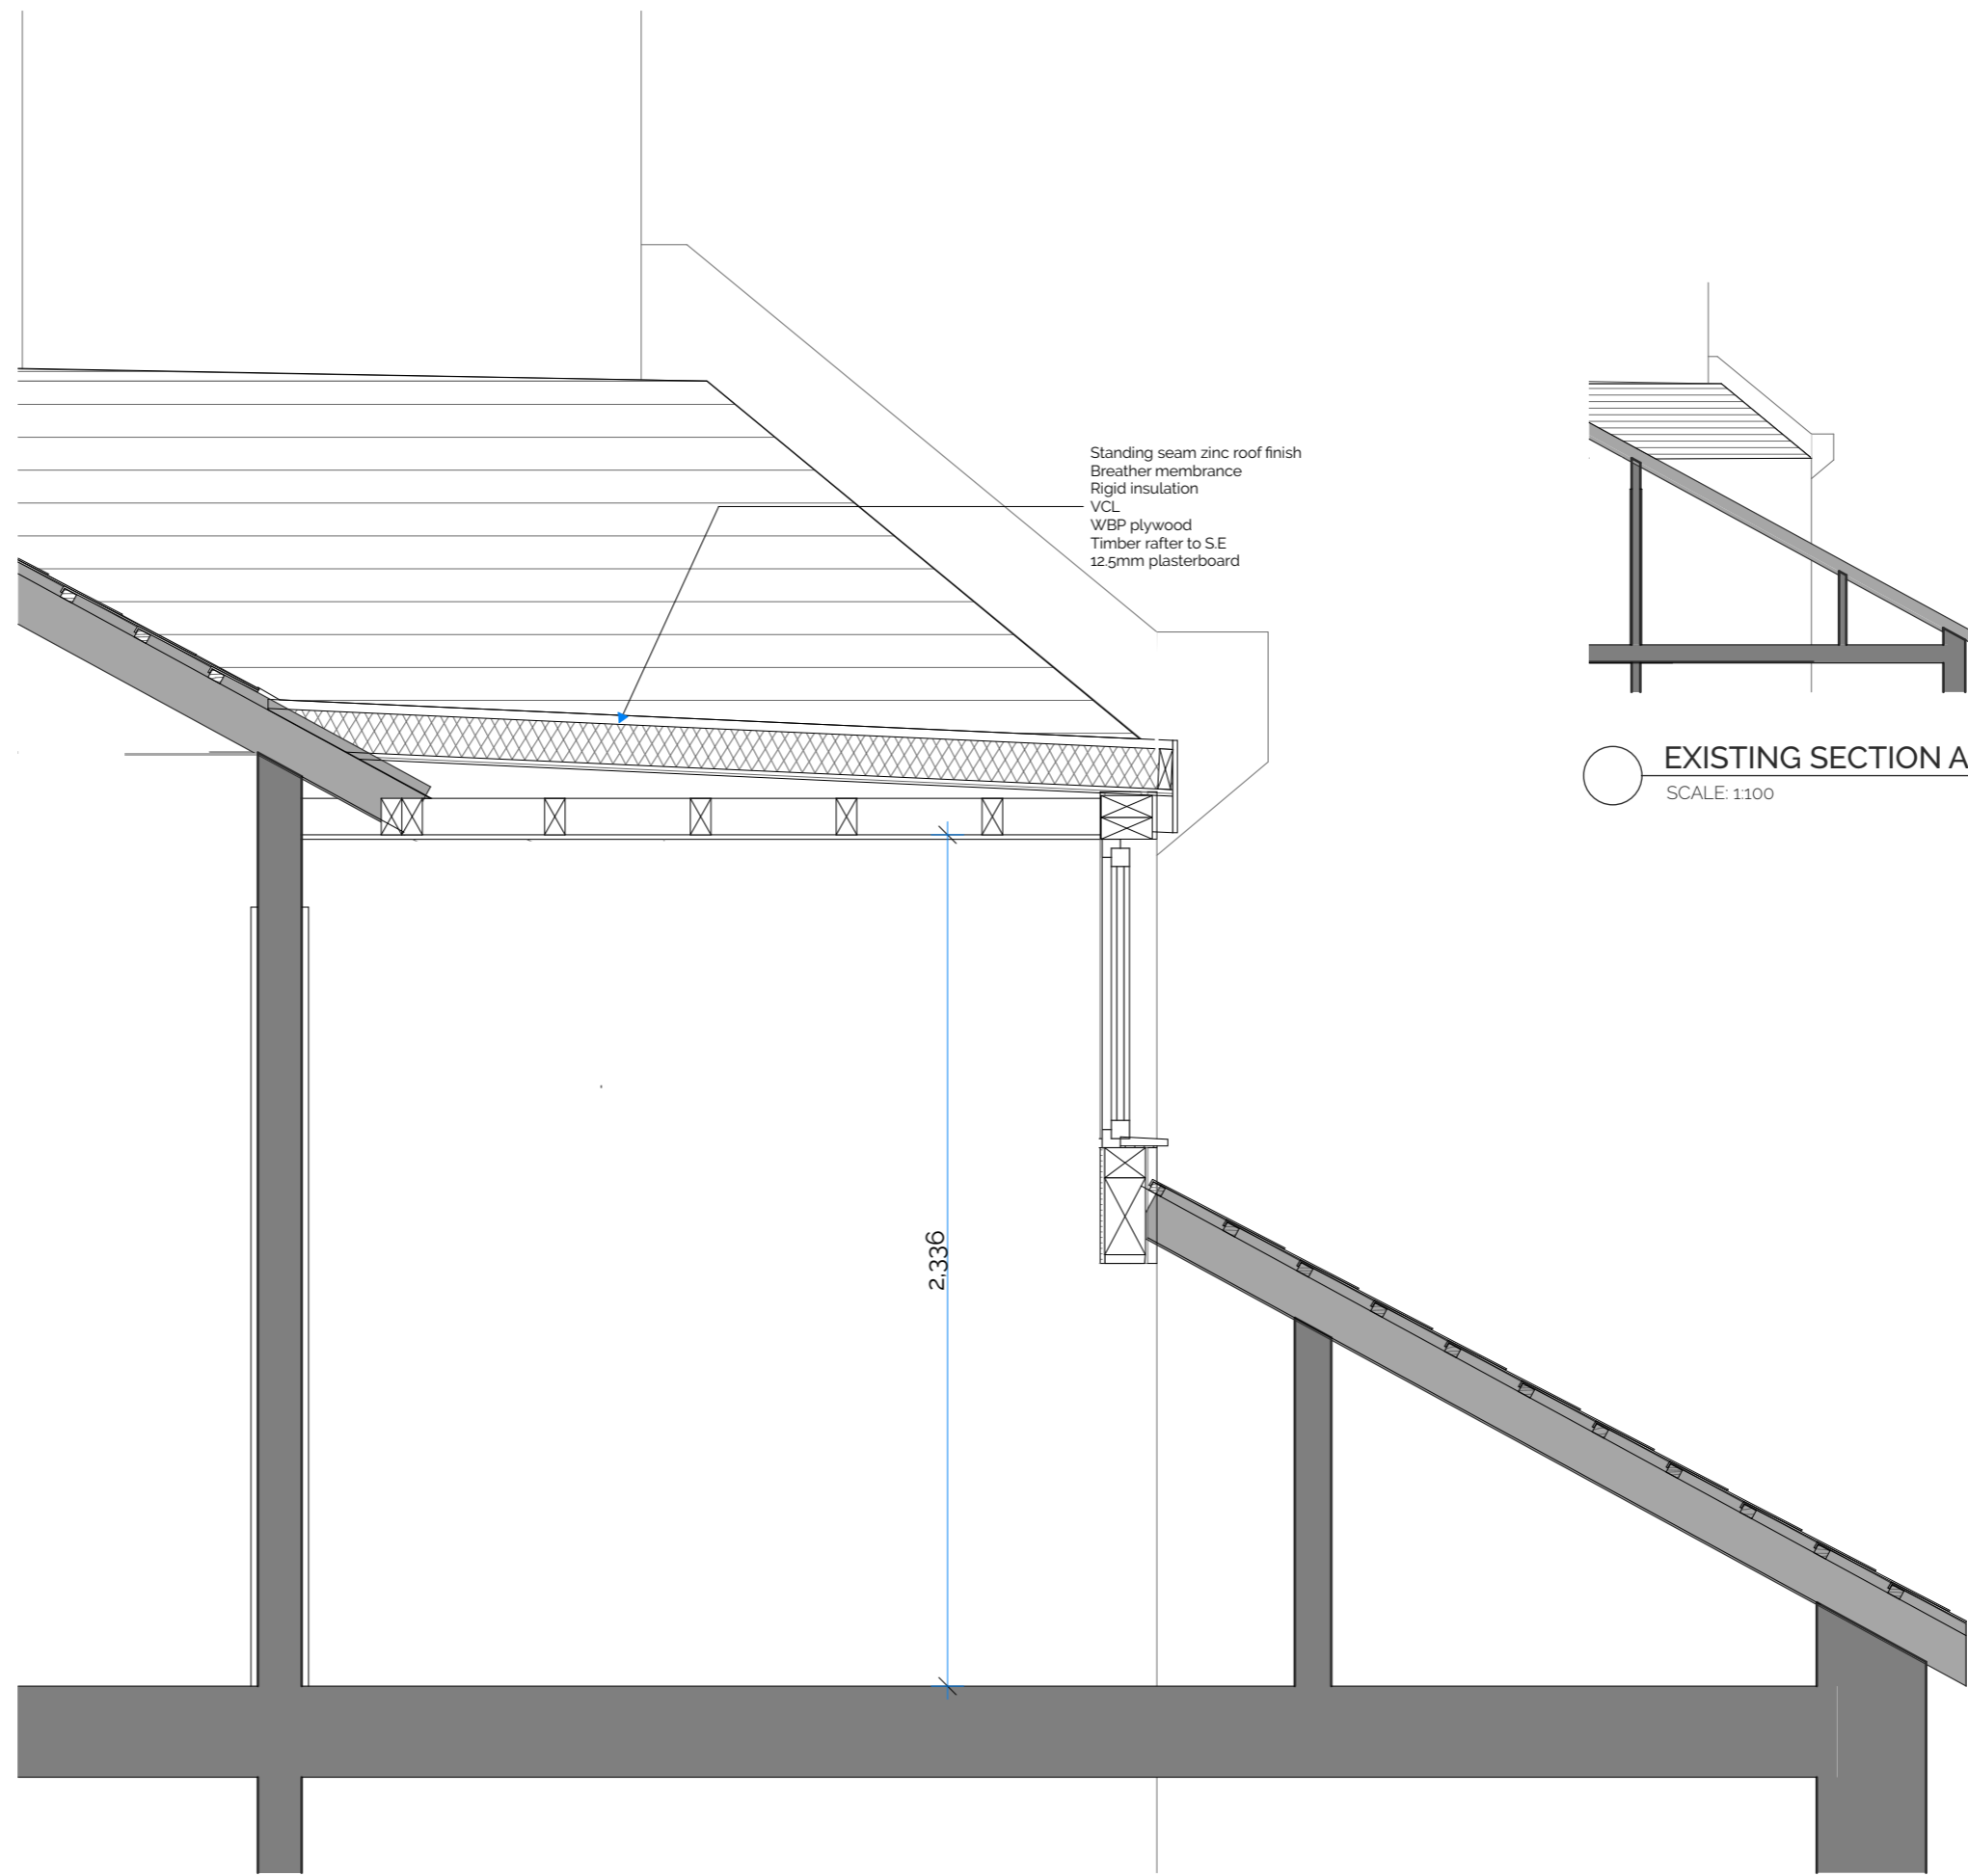 Standing seam zinc roof finish
Breather membrance
Rigid insulation
VCL
WBP plywood
Timber rafter to S.E
12.5mm plasterboard
EXISTING SECTION A
SCALE: 1:100
2,336